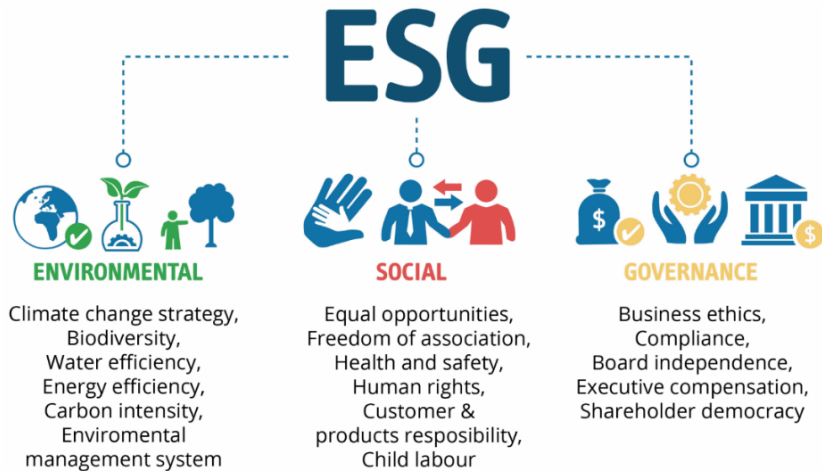 ESG
ENVIRONMENTAL
Climate change strategy,
Biodiversity,
Water efficiency,
Energy efficiency,
Carbon intensity,
Enviromental
management system
SOCIAL
Equal opportunities,
Freedom of association,
Health and safety,
Human rights,
Customer &
products resposibility,
Child labour
$
$
GOVERNANCE
Business ethics,
Compliance,
Board independence,
Executive compensation,
Shareholder democracy